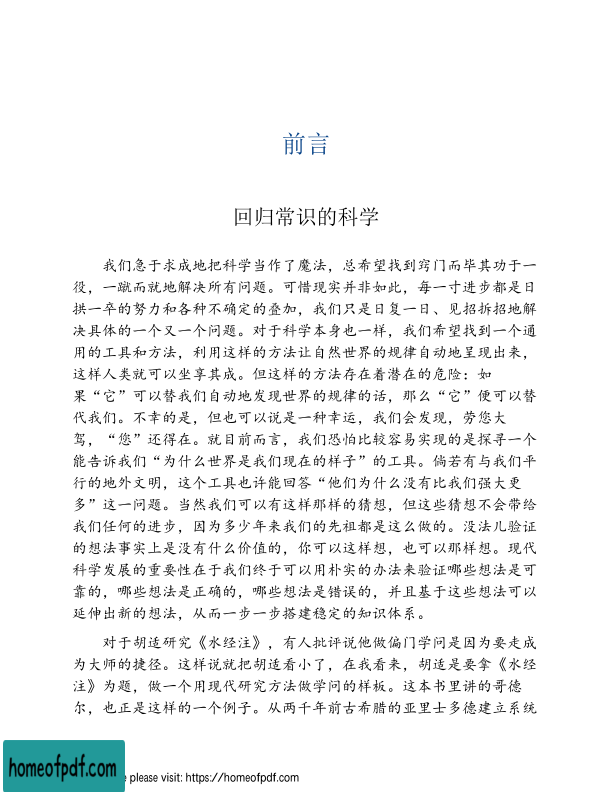 前言
回归常识的科学
我们急于求成地把科学当作了魔法，总希望找到窍门而毕其功于一
役，一蹴而就地解决所有问题。可惜现实并非如此，每一寸进步都是日
拱一卒的努力和各种不确定的叠加，我们只是日复一日、见招拆招地解
决具体的一个又一个问题。对于科学本身也一样，我们希望找到一个通
用的工具和方法，利用这样的方法让自然世界的规律自动地呈现出来，
这样人类就可以坐享其成。但这样的方法存在着潜在的危险：如
果“它”可以替我们自动地发现世界的规律的话，那么“它”便可以替
代我们。不幸的是，但也可以说是一种幸运，我们会发现，劳您大
驾，“您”还得在。就目前而言，我们恐怕比较容易实现的是探寻一个
能告诉我们“为什么世界是我们现在的样子”的工具。倘若有与我们平
行的地外文明，这个工具也许能回答“他们为什么没有比我们强大更
多”这一问题。当然我们可以有这样那样的猜想，但这些猜想不会带给
我们任何的进步，因为多少年来我们的先祖都是这么做的。没法儿验证
的想法事实上是没有什么价值的，你可以这样想，也可以那样想。现代
科学发展的重要性在于我们终于可以用朴实的办法来验证哪些想法是可
靠的，哪些想法是正确的，哪些想法是错误的，并且基于这些想法可以
延伸出新的想法，从而一步一步搭建稳定的知识体系。
对于胡适研究《水经注》，有人批评说他做偏门学问是因为要走成
为大师的捷径。这样说就把胡适看小了，在我看来，胡适是要拿《水经
注》为题，做一个用现代研究方法做学问的样板。这本书里讲的哥德
尔，也正是这样的一个例子。从两千年前古希腊的亚里士多德建立系统
homeofpdf.com
e please visit: https://homeofpdf.com